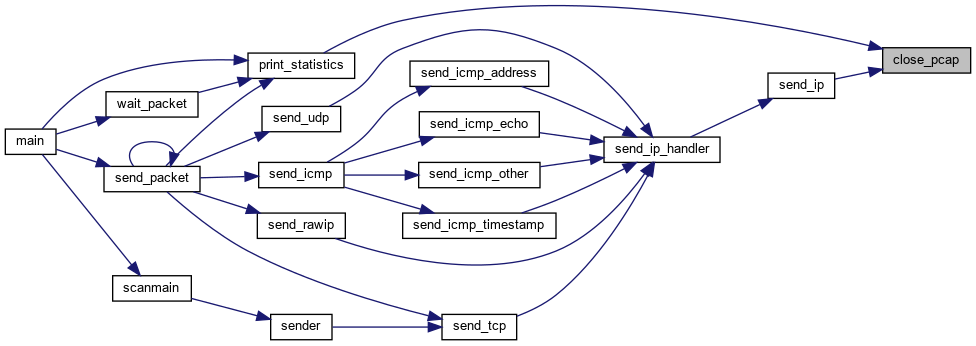 main
print_statistics
wait_packet
send_packet
scanmain
send_udp
send_icmp
send_rawip
sender
send_icmp_address
send_icmp_echo
send_icmp_other
send_icmp_timestamp
send_tcp
send_ip_handler
send_ip
close_pcap